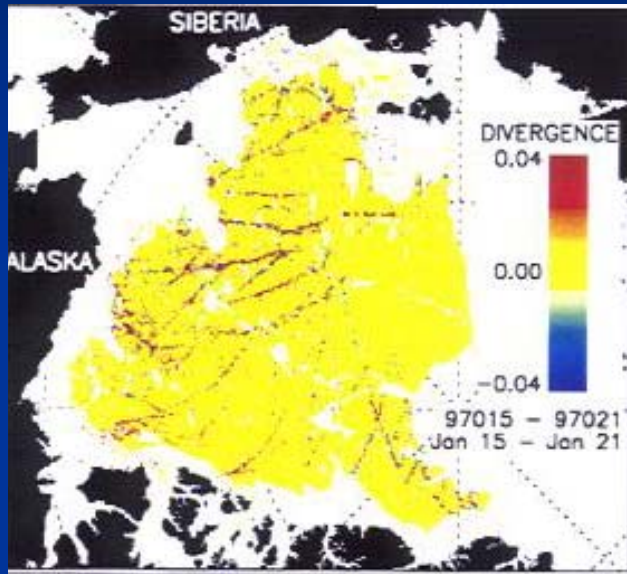 SIBERIA
DIVERGENCE
0.04
ALASKA
0.00
-0.04
97015 - 97021
Jan 15 - Jan 21